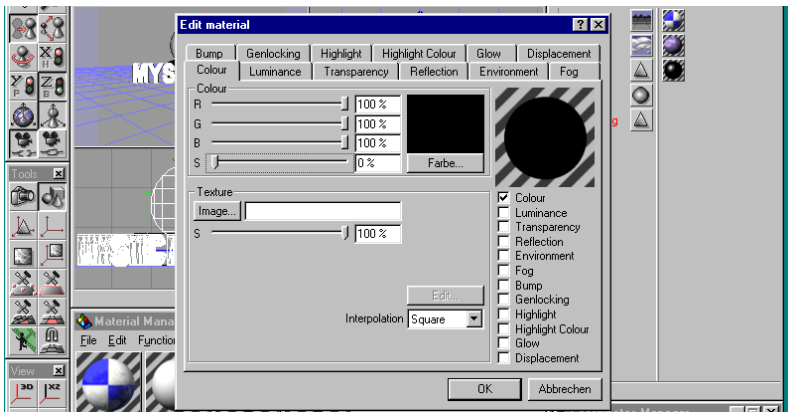 Edit material
Bump Genlocking Highlight Highlight Colour Glow Displacement
Colour Luminance Transparency Reflection Environment Fog
Colour
R 100 %
G 100 %
B 100 %
S 0 %
Farbe...
Texture
Image...
S 100 %
Edit...
Interpolation Square
Colour
Luminance
Transparency
Reflection
Environment
Fog
Bump
Genlocking
Highlight
Highlight Colour
Glow
Displacement
OK Abbrechen
X
H
Y Z
P B
Tools
MYS
Material Mana
File Edit Function
View
3D XZ